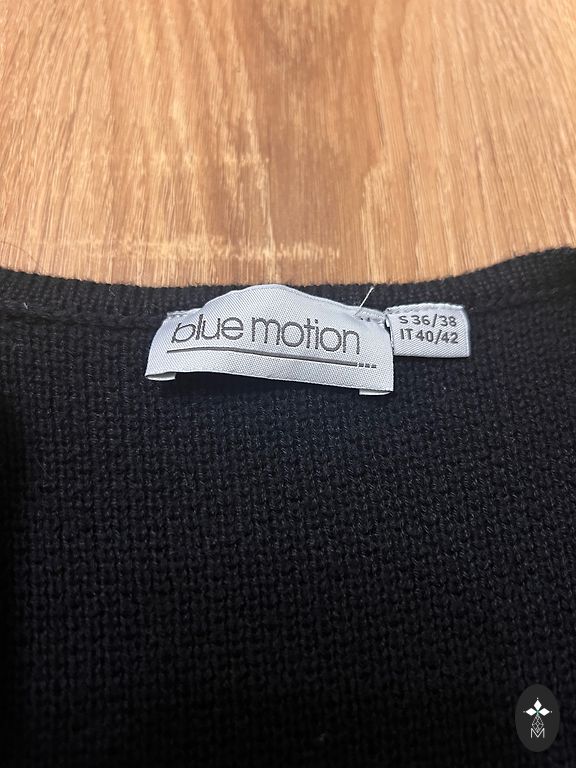 blue motion
S 36/38
IT 40/42
M